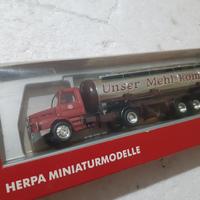 Unser Mehl kom
HERPA MINIATURMODELLE